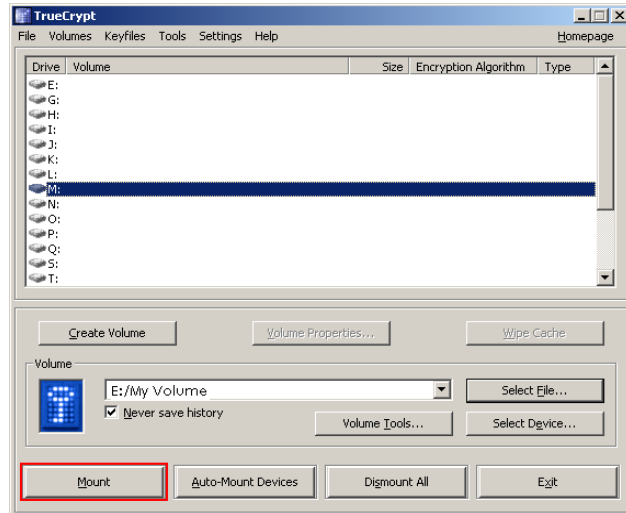 TrueCrypt
File Volumes Keyfiles Tools Settings Help Homepage
Drive Volume Size Encryption Algorithm Type
E:
G:
H:
I:
J:
K:
L:
M:
N:
O:
P:
Q:
S:
T:
Create Volume Volume Properties... Wipe Cache
Volume
E:/My Volume Select File...
Never save history
Volume Tools... Select Device...
Mount Auto-Mount Devices Dismount All Exit